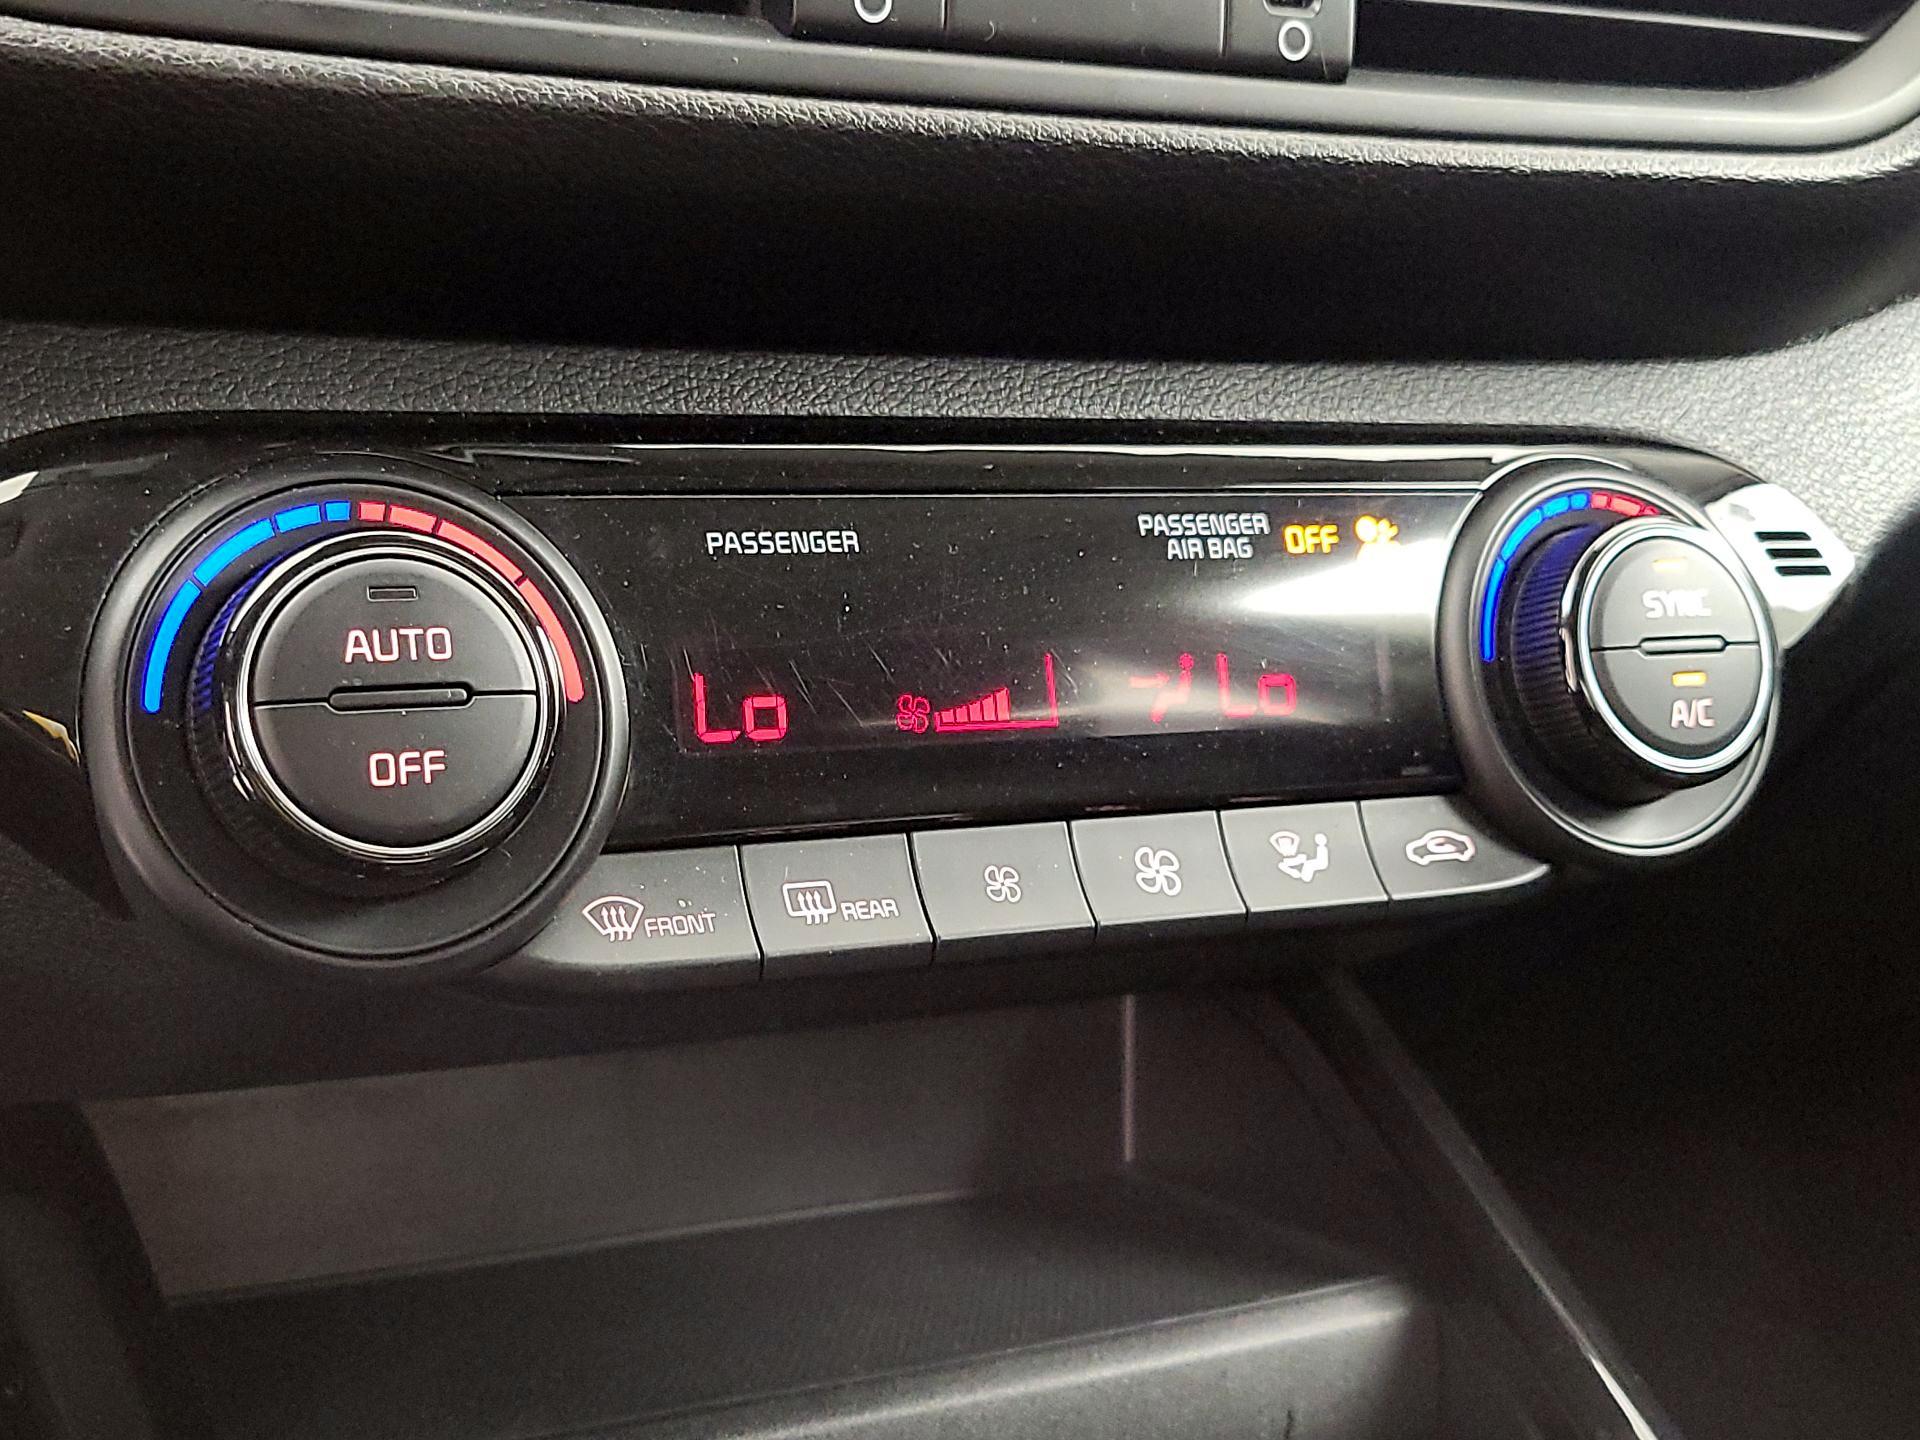 PASSENGER
PASSENGER
AIR BAG
OFF
AUTO
OFF
Lo
Lo
SYNC
A/C
FRONT
REAR